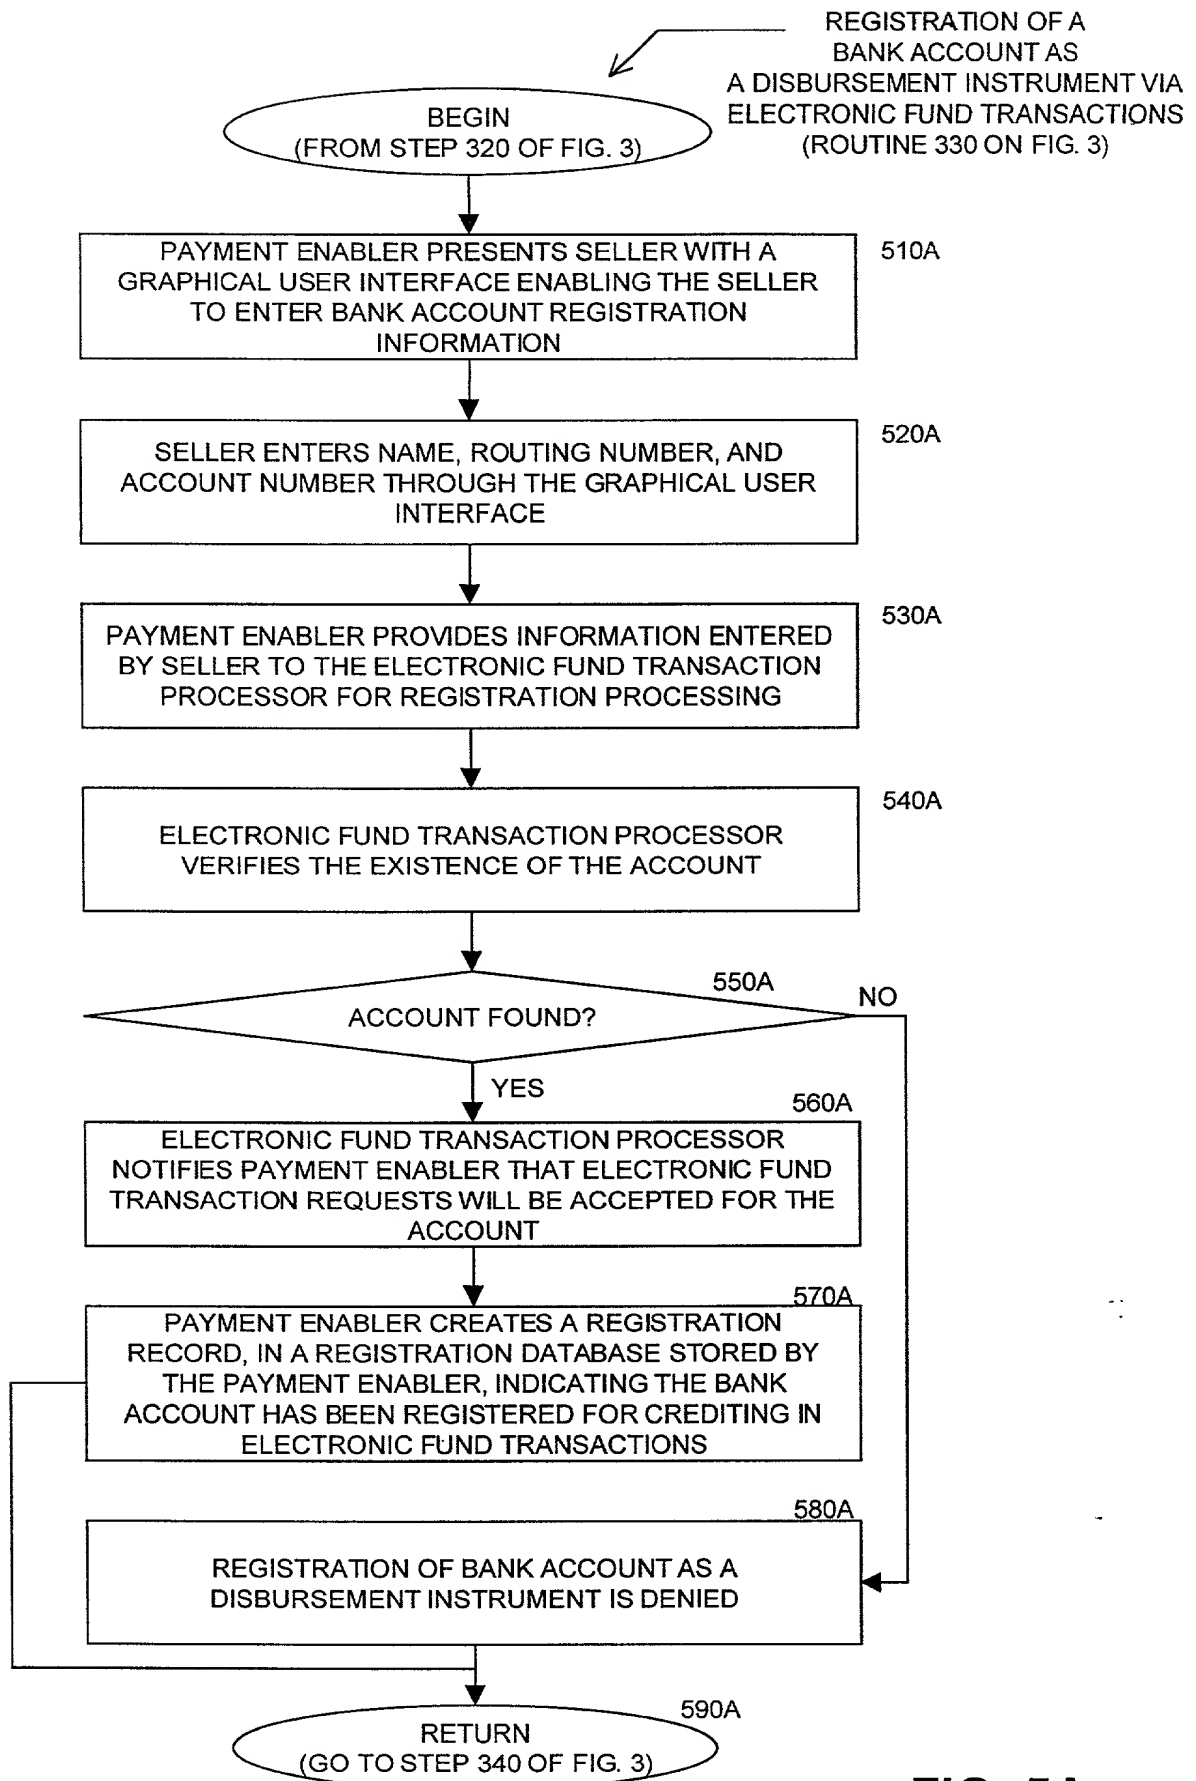 REGISTRATION OF A
BANK ACCOUNT AS
A DISBURSEMENT INSTRUMENT VIA
ELECTRONIC FUND TRANSACTIONS
(ROUTINE 330 ON FIG. 3)
BEGIN
(FROM STEP 320 OF FIG. 3)
510A
PAYMENT ENABLER PRESENTS SELLER WITH A
GRAPHICAL USER INTERFACE ENABLING THE SELLER
TO ENTER BANK ACCOUNT REGISTRATION
INFORMATION
520A
SELLER ENTERS NAME, ROUTING NUMBER, AND
ACCOUNT NUMBER THROUGH THE GRAPHICAL USER
INTERFACE
530A
PAYMENT ENABLER PROVIDES INFORMATION ENTERED
BY SELLER TO THE ELECTRONIC FUND TRANSACTION
PROCESSOR FOR REGISTRATION PROCESSING
540A
ELECTRONIC FUND TRANSACTION PROCESSOR
VERIFIES THE EXISTENCE OF THE ACCOUNT
550A
ACCOUNT FOUND?
NO
YES
560A
ELECTRONIC FUND TRANSACTION PROCESSOR
NOTIFIES PAYMENT ENABLER THAT ELECTRONIC FUND
TRANSACTION REQUESTS WILL BE ACCEPTED FOR THE
ACCOUNT
570A
PAYMENT ENABLER CREATES A REGISTRATION
RECORD, IN A REGISTRATION DATABASE STORED BY
THE PAYMENT ENABLER, INDICATING THE BANK
ACCOUNT HAS BEEN REGISTERED FOR CREDITING IN
ELECTRONIC FUND TRANSACTIONS
580A
REGISTRATION OF BANK ACCOUNT AS A
DISBURSEMENT INSTRUMENT IS DENIED
590A
RETURN
(GO TO STEP 340 OF FIG. 3)